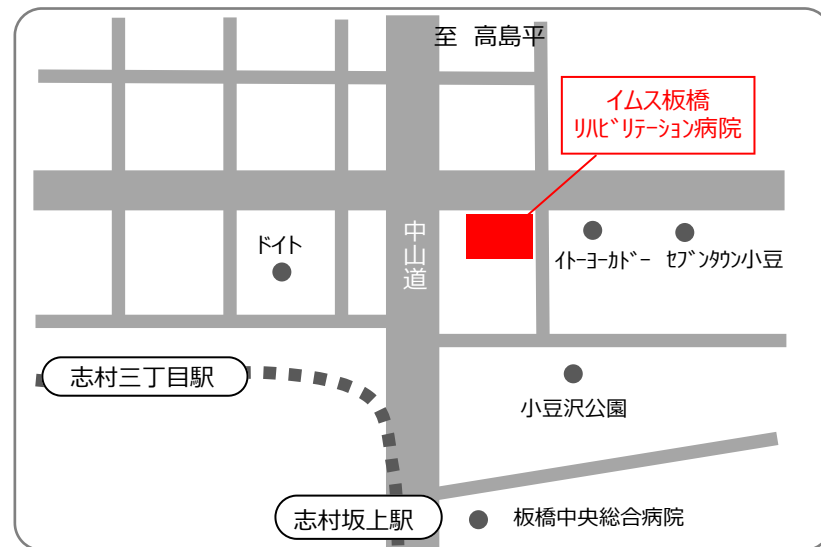 至 高島平
イムス板橋
ﾘﾊﾋﾞﾘﾃｰｼｮﾝ病院
中山道
ドイト
ｲﾄｰﾖｰｶﾄﾞｰ
ｾﾌﾞﾝﾀｳﾝ小豆
志村三丁目駅
小豆沢公園
志村坂上駅
板橋中央総合病院